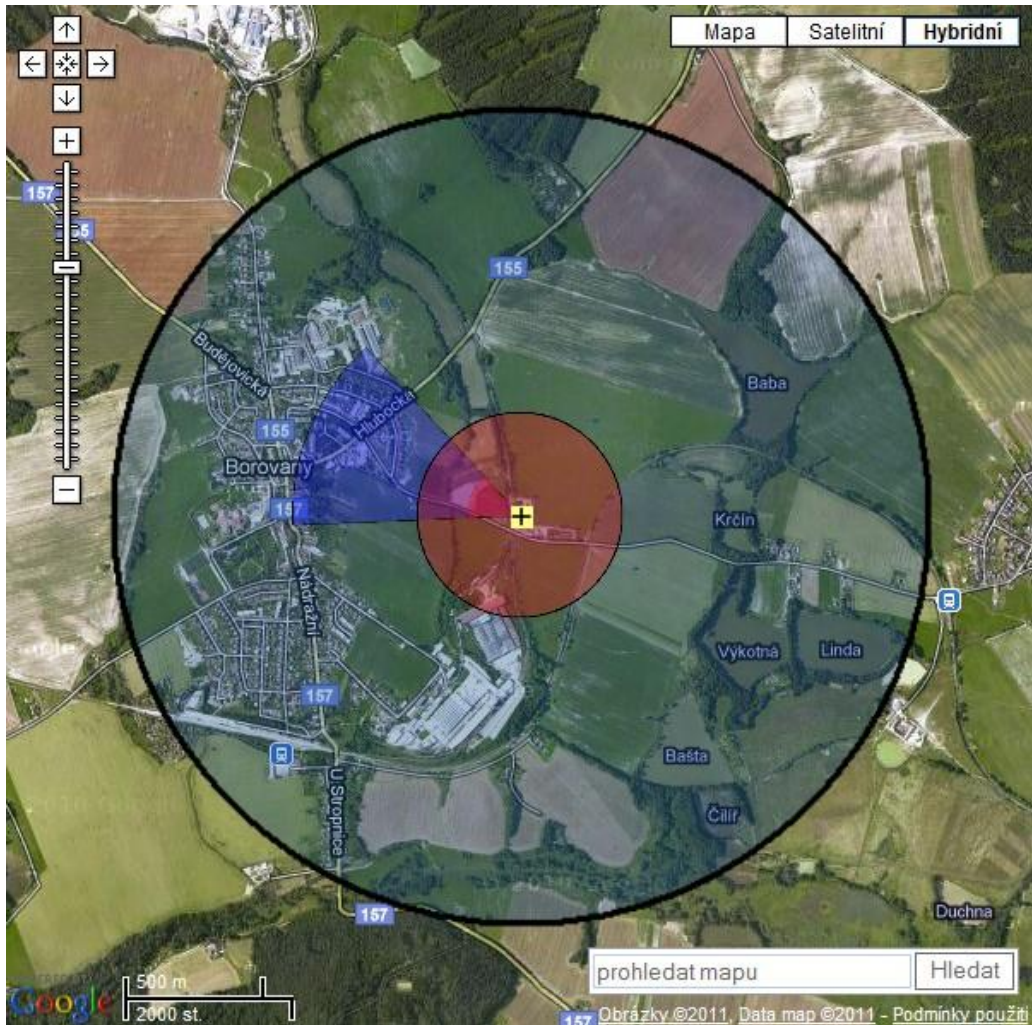 Mapa
Satelitní
Hybridní
157
155
Budějovická
Baba
Hlubocká
155
Borovany
157
Krčín
Nádražní
Výkotná
Linda
157
Bašta
U Stropnice
Čilíř
157
Duchna
prohledat mapu
Hledat
500 m
2000 st.
Google
157
Obrázky ©2011, Data map ©2011 - Podmínky použití